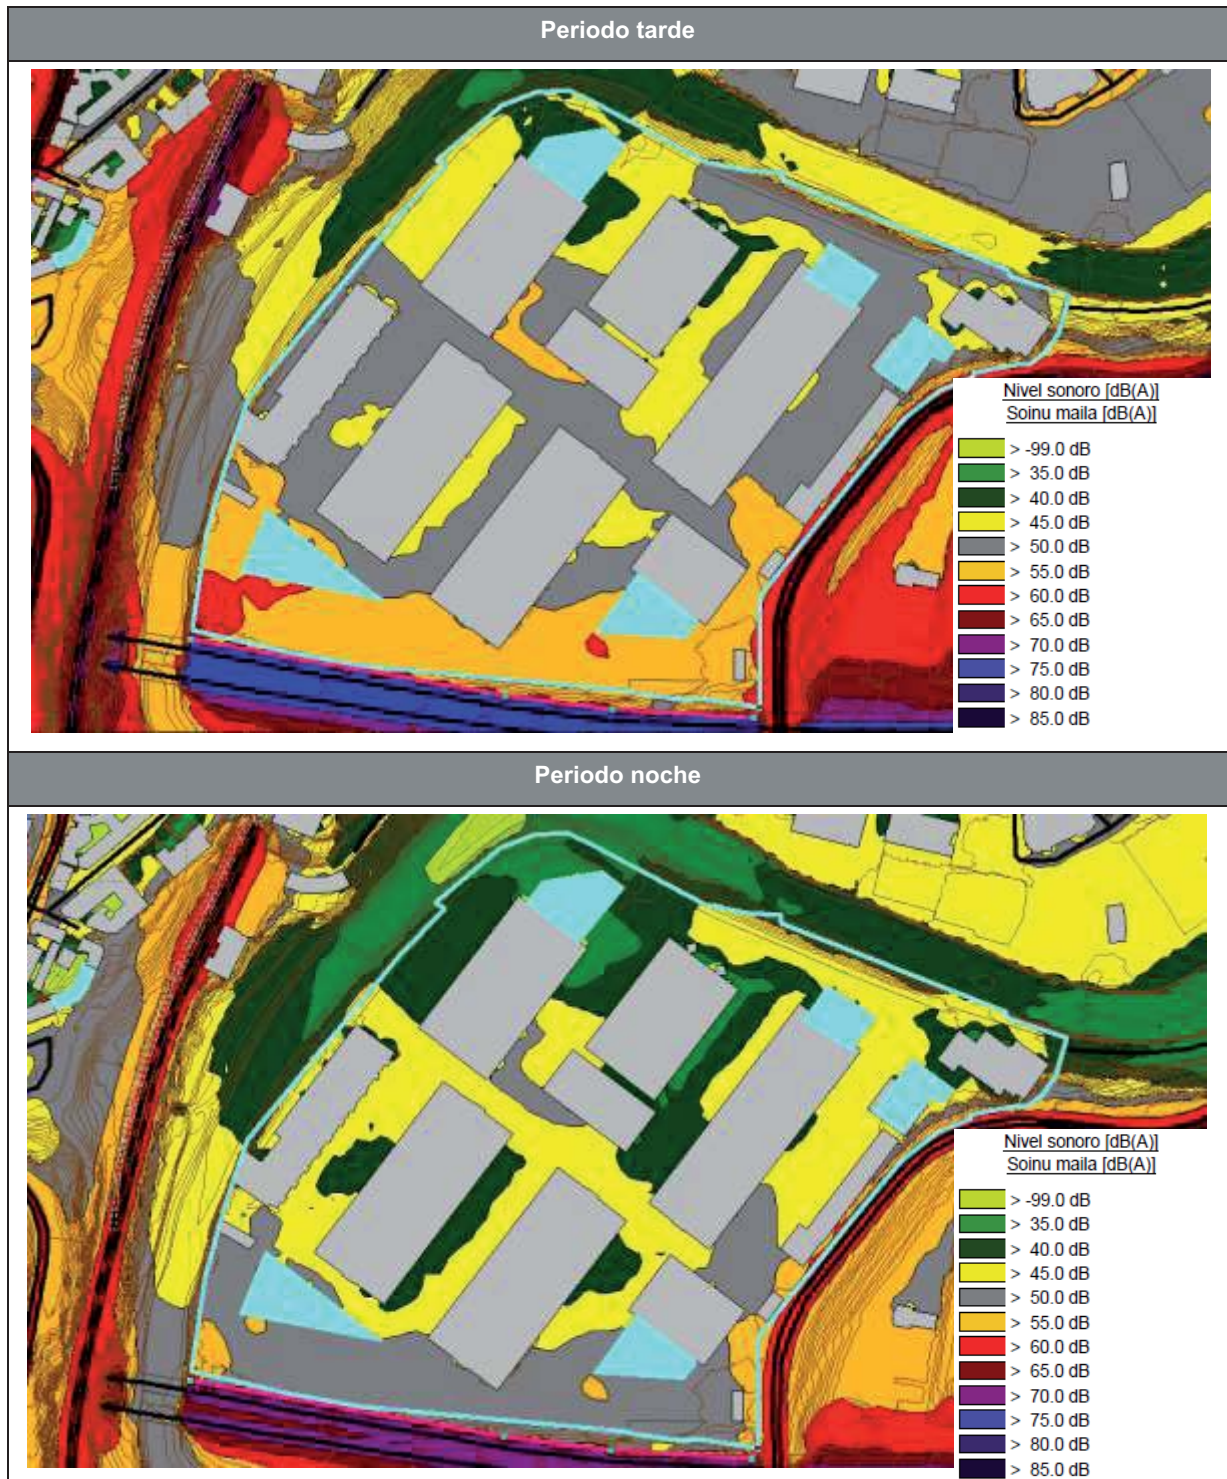 Periodo tarde
Nivel sonoro [dB(A)]
Soinu maila [dB(A)]
> -99.0 dB
> 35.0 dB
> 40.0 dB
> 45.0 dB
> 50.0 dB
> 55.0 dB
> 60.0 dB
> 65.0 dB
> 70.0 dB
> 75.0 dB
> 80.0 dB
> 85.0 dB
Periodo noche
Nivel sonoro [dB(A)]
Soinu maila [dB(A)]
> -99.0 dB
> 35.0 dB
> 40.0 dB
> 45.0 dB
> 50.0 dB
> 55.0 dB
> 60.0 dB
> 65.0 dB
> 70.0 dB
> 75.0 dB
> 80.0 dB
> 85.0 dB